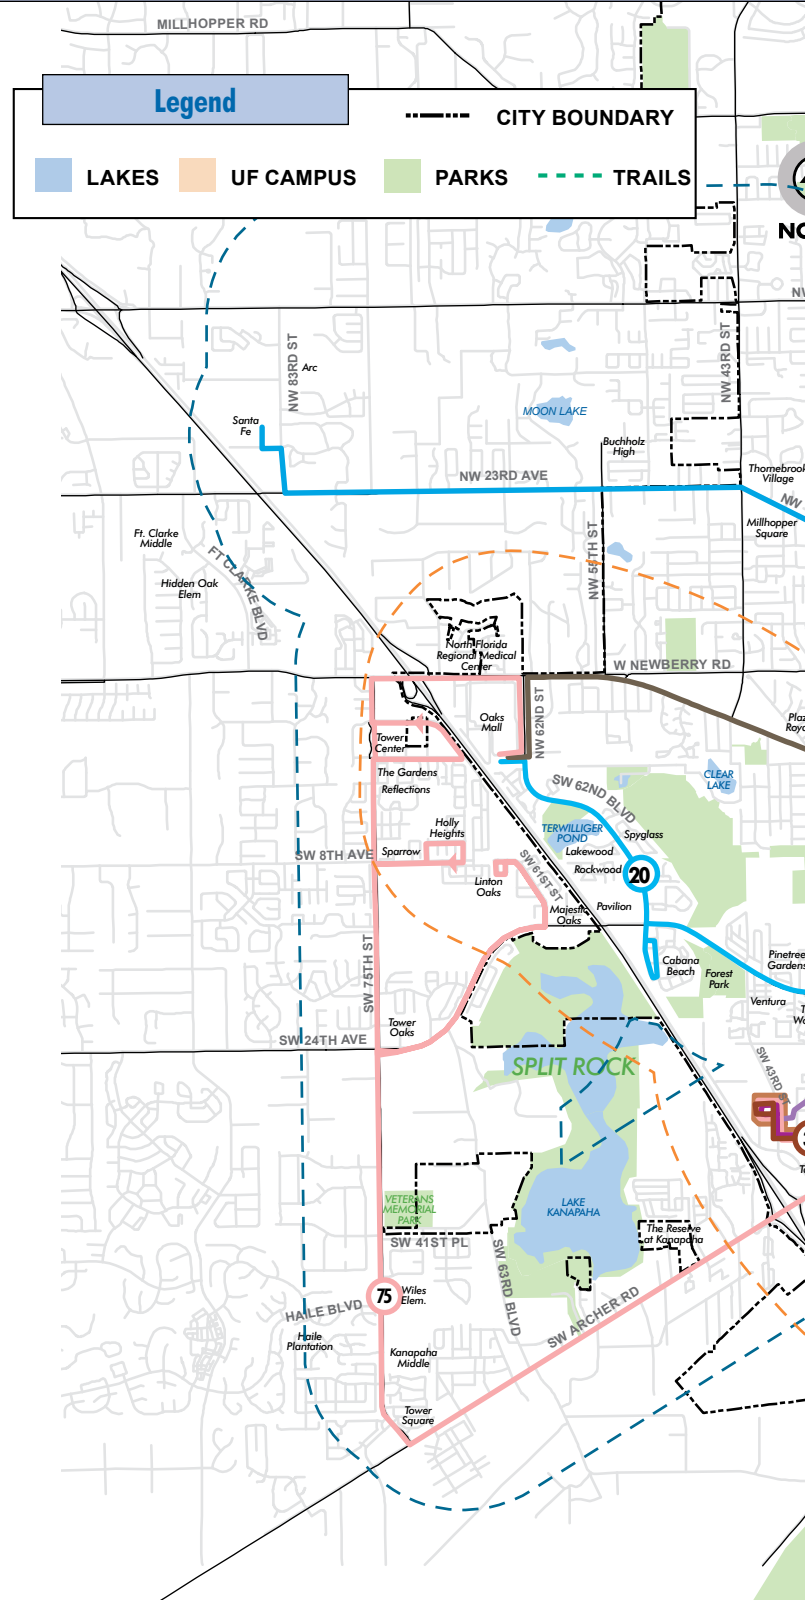 MILLHOPPER RD
Legend
CITY BOUNDARY
LAKES
UF CAMPUS
PARKS
TRAILS
NW 83RD ST
Arc
NW 43RD ST
Santa
Fe
MOON LAKE
Buchholz
High
NW 23RD AVE
Thornebrook
Village
NW
Millhopper
Square
Ft. Clarke
Middle
FT CLARKE BLVD
Hidden Oak
Elem
NW 55TH ST
North Florida
Regional Medical
Center
W NEWBERRY RD
Oaks
Mall
NW 62ND ST
Tower
Center
The Gardens
Reflections
SW 62ND BLVD
CLEAR
LAKE
Holly
Heights
TERWILLIGER
POND
Spyglass
Lakewood
Sparrow
SW 8TH AVE
Rockwood
20
SW 61ST ST
Linton
Oaks
Majestic
Oaks
Pavilion
SW 75TH ST
Cabana
Beach
Forest
Park
Pinetree
Gardens
Ventura
Tower
Oaks
SW 24TH AVE
SPLIT ROCK
SW 43RD ST
VETERANS
MEMORIAL
PARK
LAKE
KANAPAHA
The Reserve
at Kanapaha
SW 41ST PL
SW 63RD BLVD
75
Wiles
Elem.
HAILE BLVD
Haile
Plantation
SW ARCHER RD
Kanapaha
Middle
Tower
Square